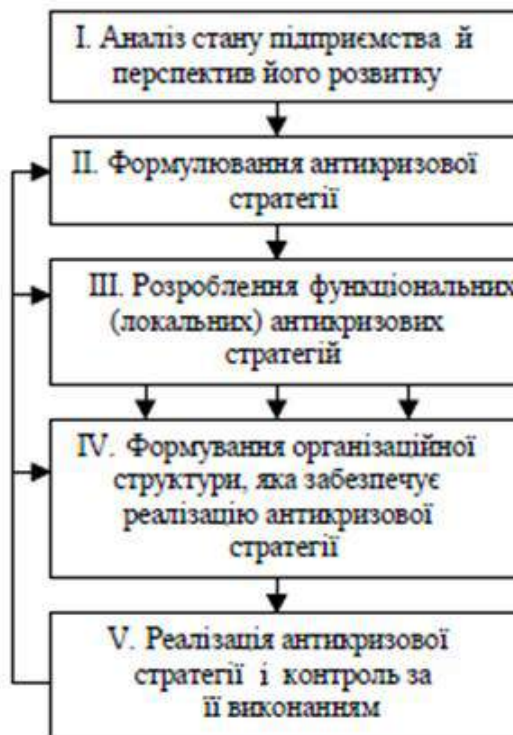 I. Аналіз стану підприємства й
перспектив його розвитку
II. Формулювання антикризової
стратегії
III. Розроблення функціональних
(локальних) антикризових
стратегій
IV. Формування організаційної
структури, яка забезпечує
реалізацію антикризової
стратегії
V. Реалізація антикризової
стратегії і контроль за
її виконанням